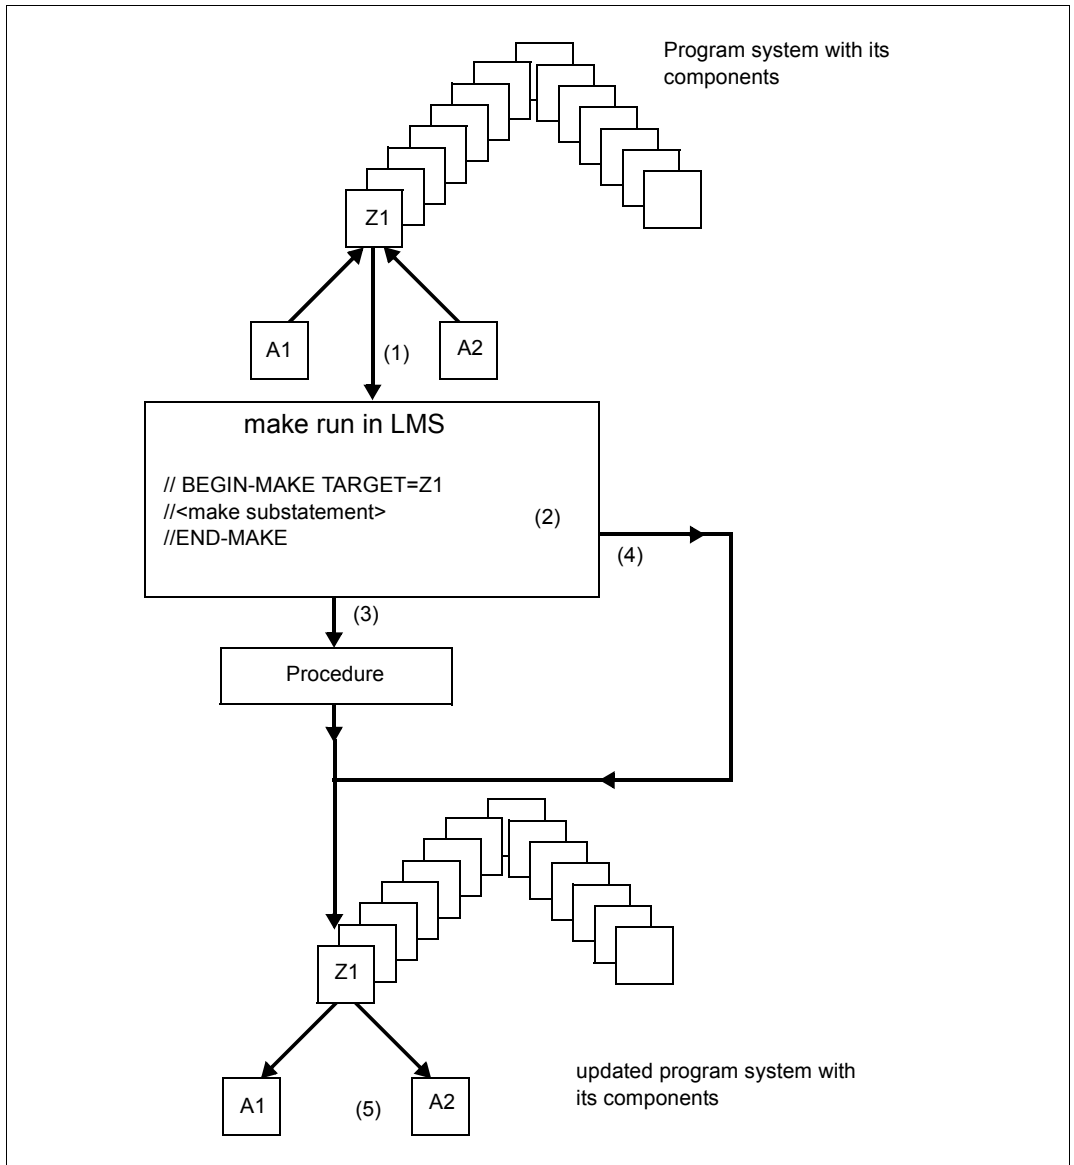 Program system with its
components
Z1
A1
(1)
A2
make run in LMS
// BEGIN-MAKE TARGET=Z1
//<make substatement>
(2)
//END-MAKE
(4)
(3)
Procedure
Z1
updated program system with
its components
A1
(5)
A2